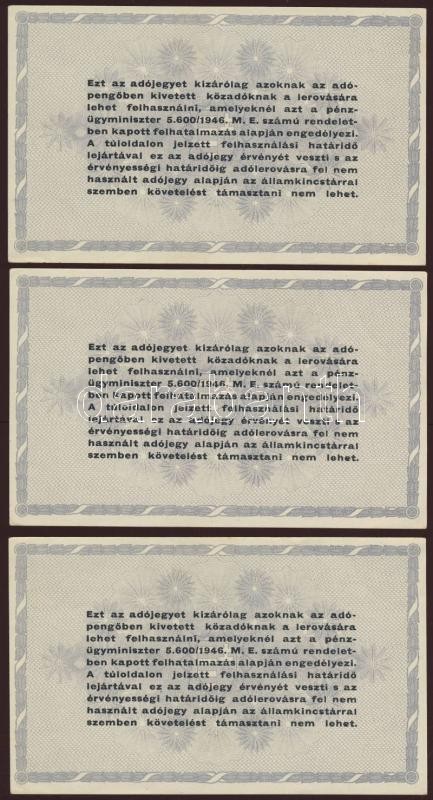 Ezt az adójegyet kizárólag azoknak az adó-
pengőben kivetett közadóknak a lerovására
lehet felhasználni, amelyeknél azt a pénz-
ügyminiszter 5.600/1946. M. E. számú rendelet-
ben kapott felhatalmazás alapján engedélyezi.
A túloldalon jelzett felhasználási határidő
lejártával ez az adójegy érvényét veszti s az
érvényességi határidőig adólerovásra fel nem
használt adójegy alapján az államkincstárral
szemben követelést támasztani nem lehet.
Ezt az adójegyet kizárólag azoknak az adó-
pengőben kivetett közadóknak a lerovására
lehet felhasználni, amelyeknél azt a pénz-
ügyminiszter 5.600/1946. M. E. számú rendelet-
ben kapott felhatalmazás alapján engedélyezi.
A túloldalon jelzett felhasználási határidő
lejártával ez az adójegy érvényét veszti s az
érvényességi határidőig adólerovásra fel nem
használt adójegy alapján az államkincstárral
szemben követelést támasztani nem lehet.
darabanth
Ezt az adójegyet kizárólag azoknak az adó-
pengőben kivetett közadóknak a lerovására
lehet felhasználni, amelyeknél azt a pénz-
ügyminiszter 5.600/1946. M. E. számú rendelet-
ben kapott felhatalmazás alapján engedélyezi.
A túloldalon jelzett felhasználási határidő
lejártával ez az adójegy érvényét veszti s az
érvényességi határidőig adólerovásra fel nem
használt adójegy alapján az államkincstárral
szemben követelést támasztani nem lehet.